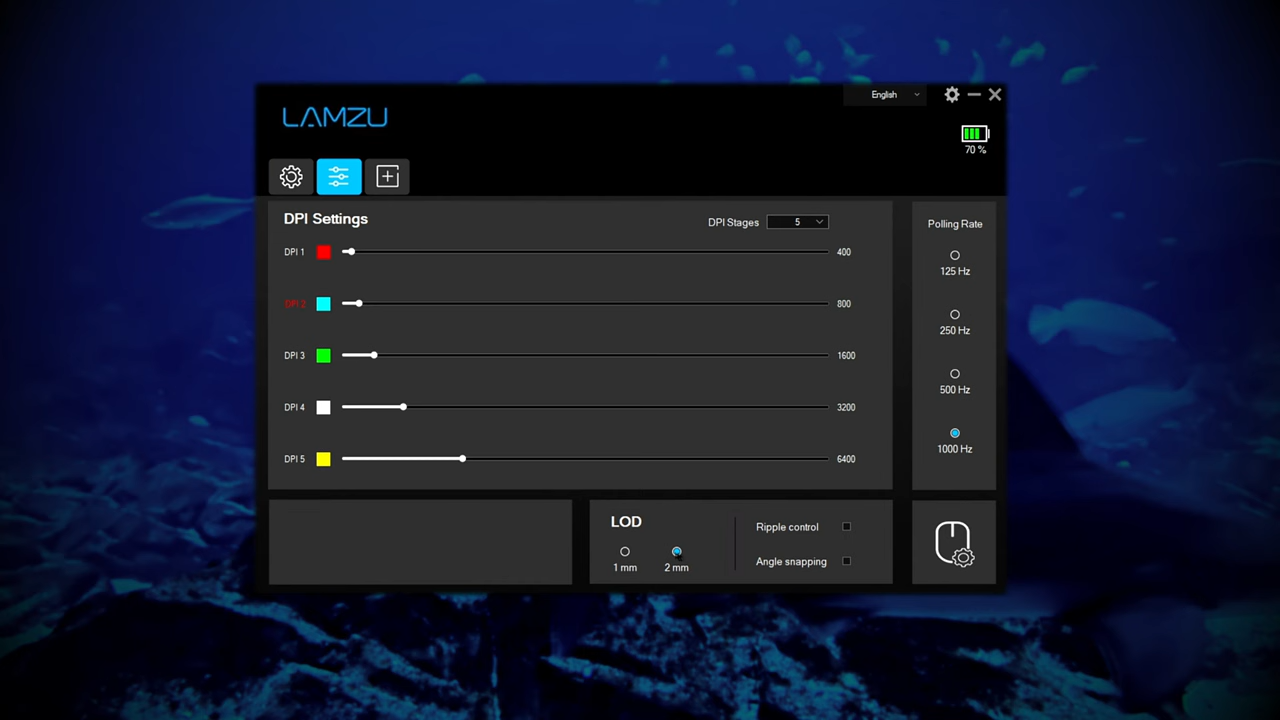 English
LAMZU
70 %
DPI Settings
DPI Stages 5
DPI 1 400
DPI 2 800
DPI 3 1600
DPI 4 3200
DPI 5 6400
Polling Rate
125 Hz
250 Hz
500 Hz
1000 Hz
LOD
1 mm 2 mm
Ripple control
Angle snapping